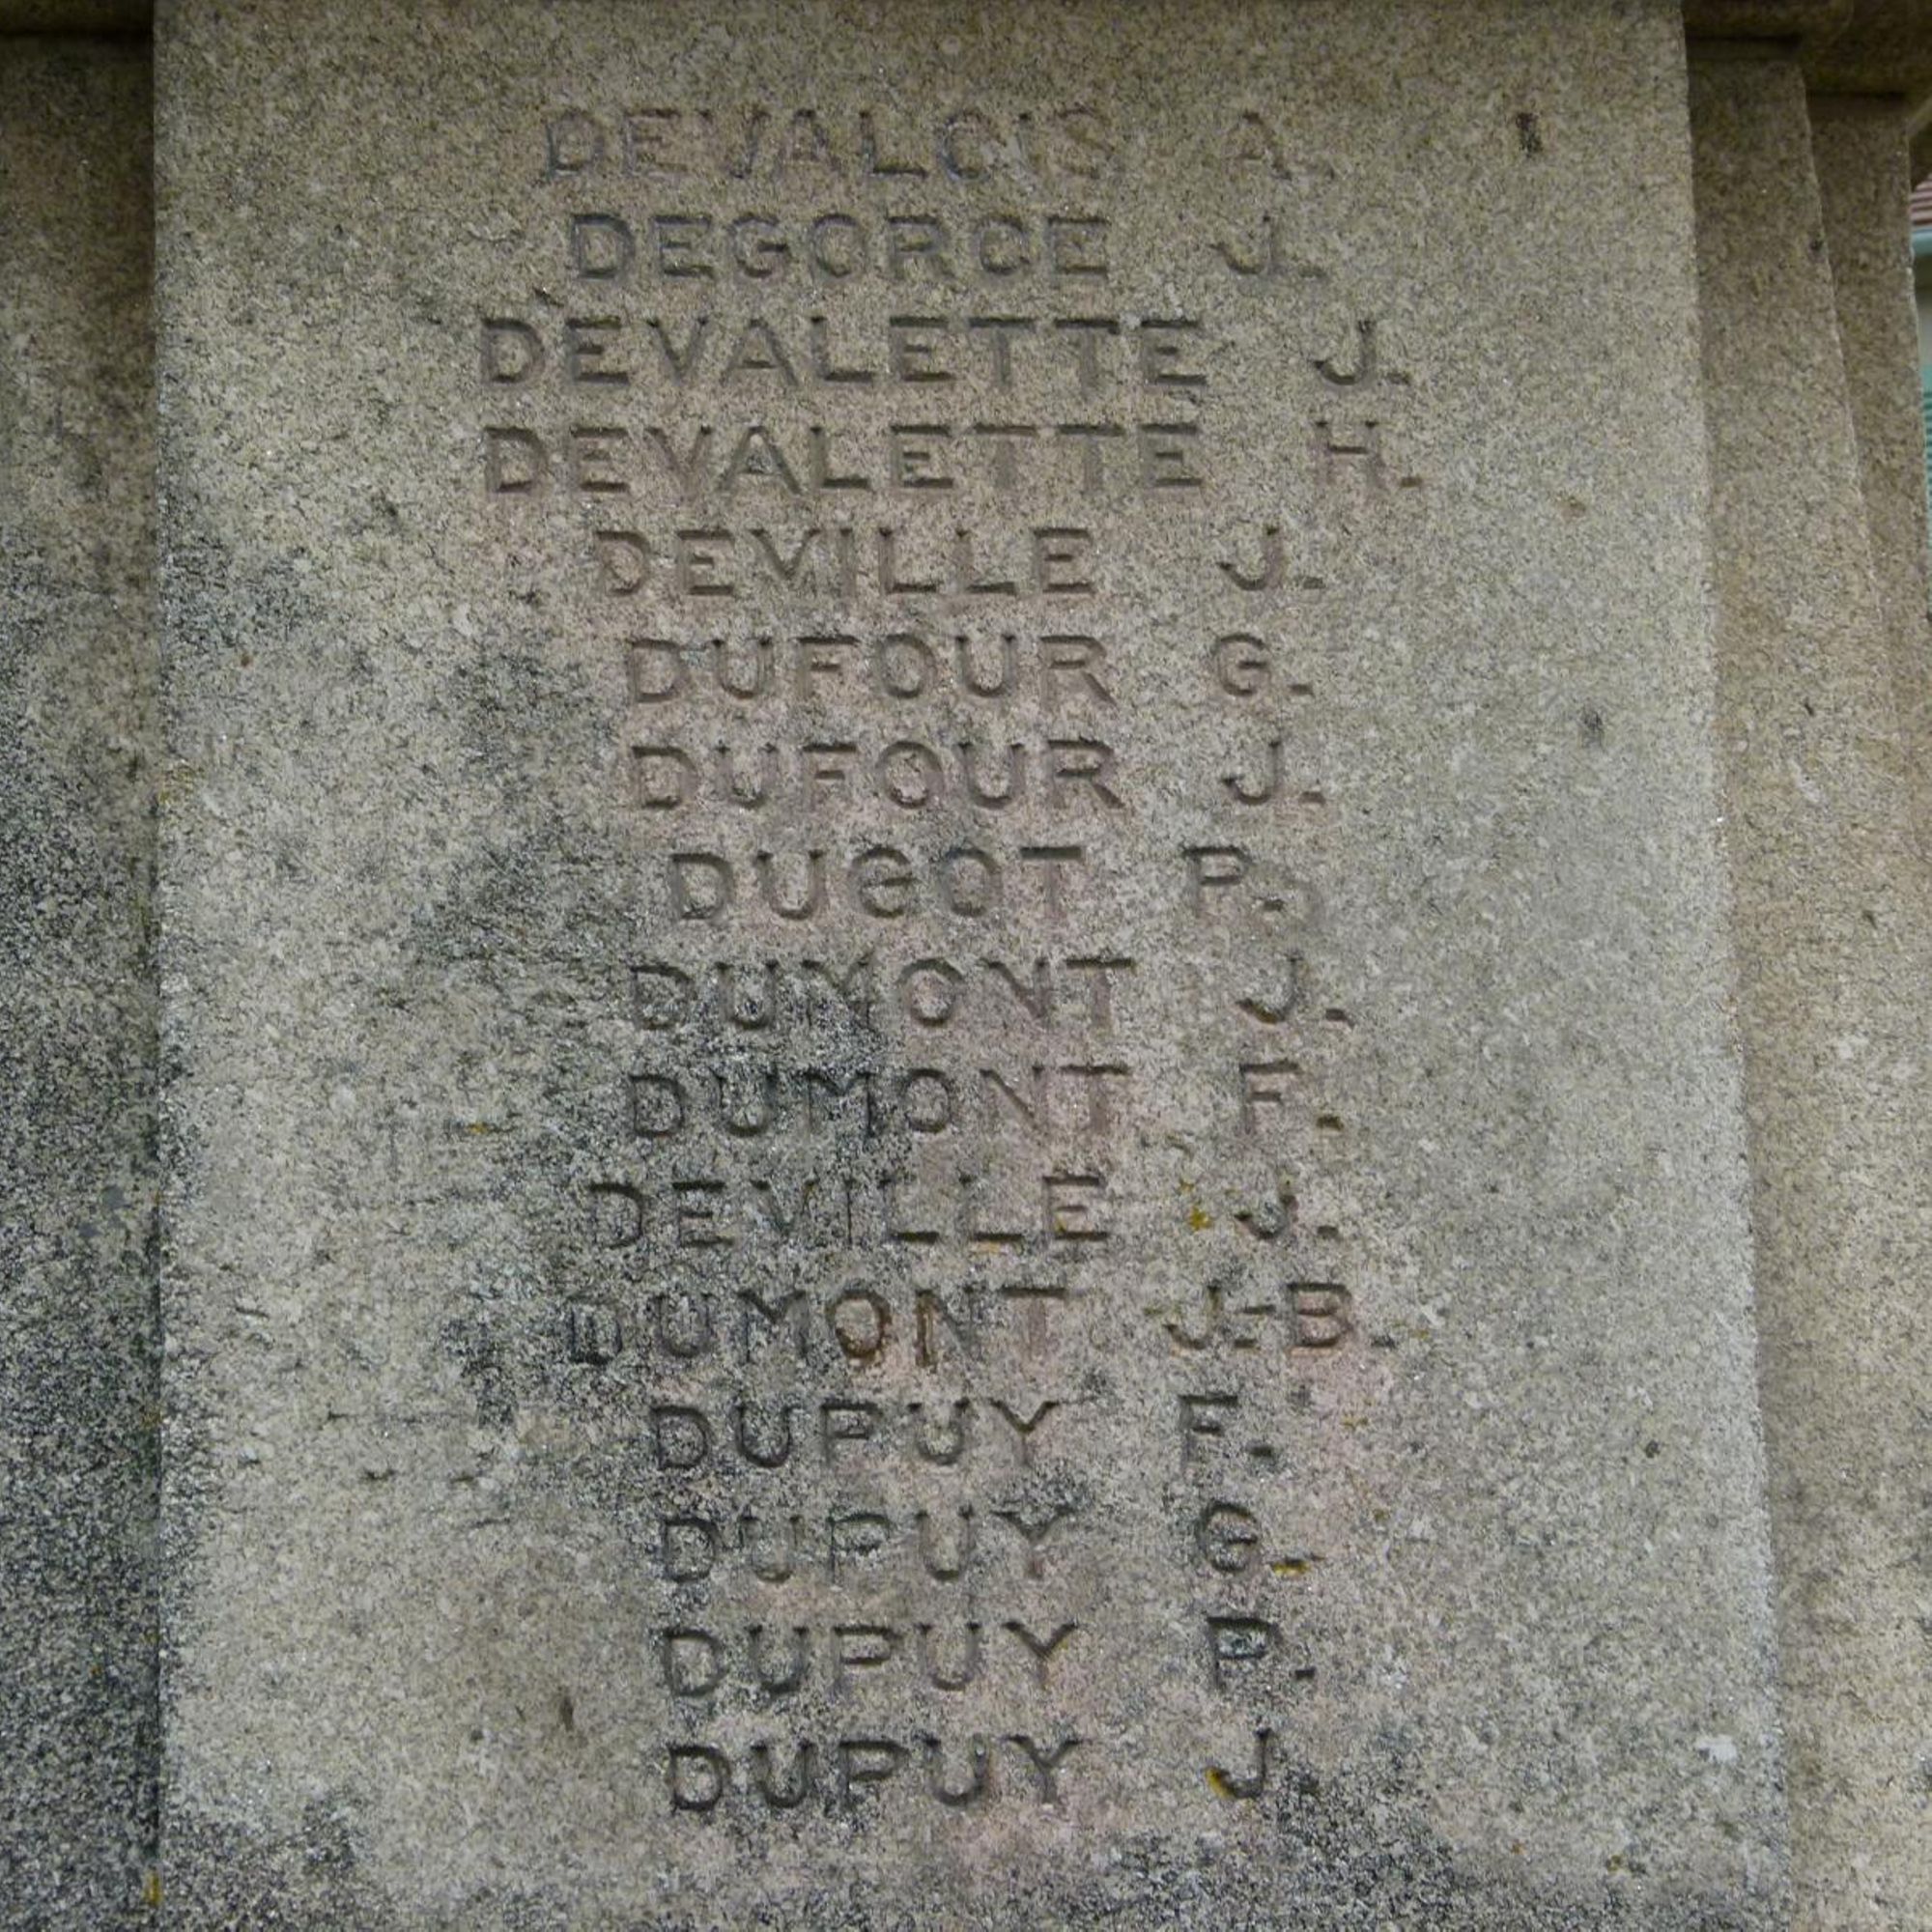 DEVALOIS A.
DEGORCE J.
DEVALETTE J.
DEVALETTE H.
DEVILLE J.
DUFOUR G.
DUFOUR J.
DUGOT P.
DUMONT J.
DUMONT F.
DEVILLE J.
DUMONT J-B.
DUPUY F.
DUPUY G.
DUPUY P.
DUPUY J.